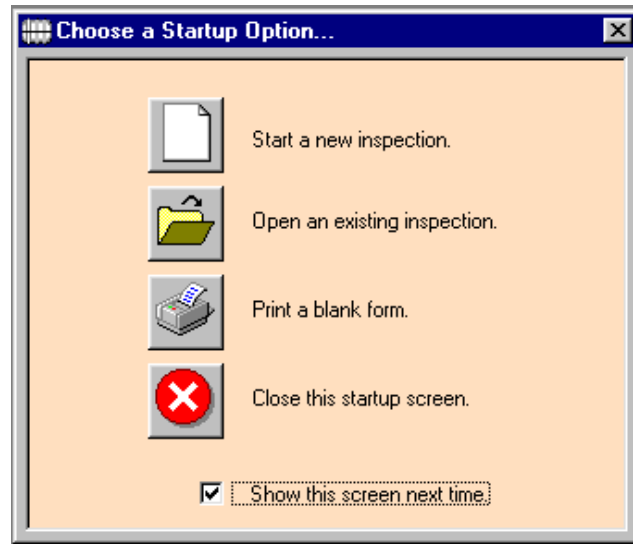 Choose a Startup Option...
Start a new inspection.
Open an existing inspection.
Print a blank form.
Close this startup screen.
Show this screen next time.